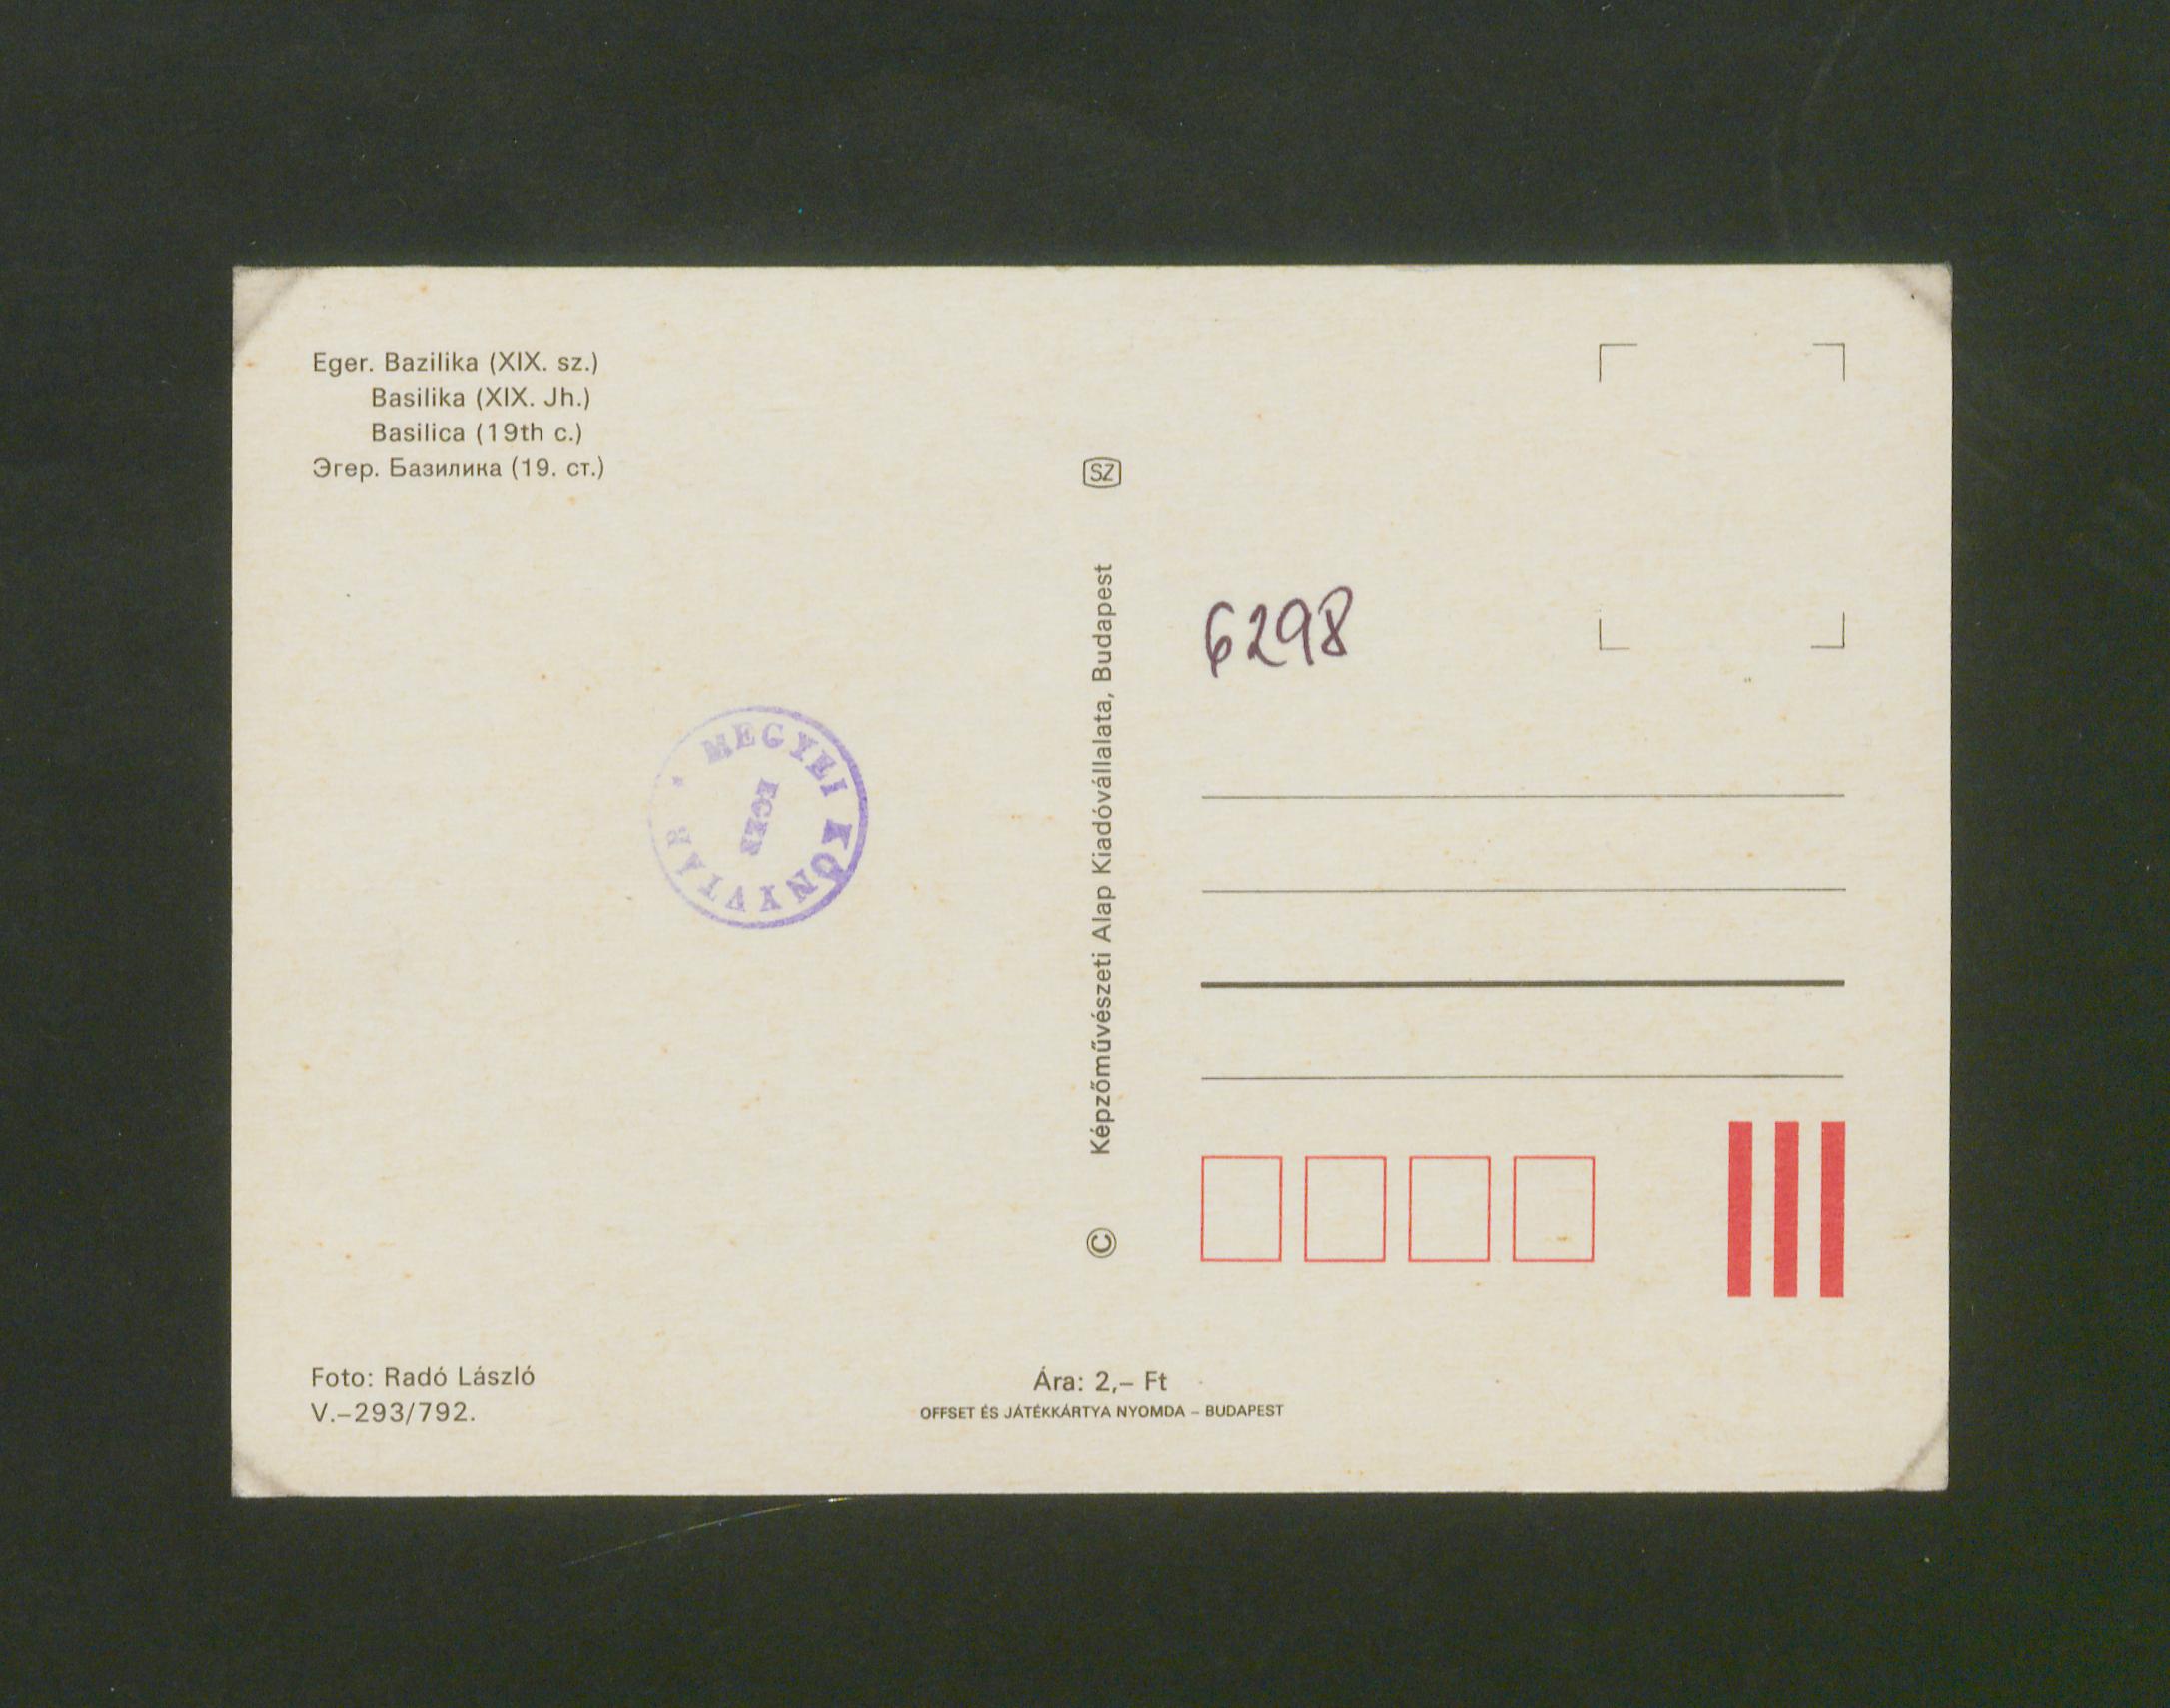 Eger. Bazilika (XIX. sz.)
Basilika (XIX. Jh.)
Basilica (19th c.)
Эгер. Базилика (19. ст.)
MEGYEI KÖNYVTÁR
EGER
SZ
© Képzőművészeti Alap Kiadóvállalata, Budapest
6298
Foto: Radó László
V.–293/792.
Ára: 2,– Ft
OFFSET ÉS JÁTÉKKÁRTYA NYOMDA – BUDAPEST